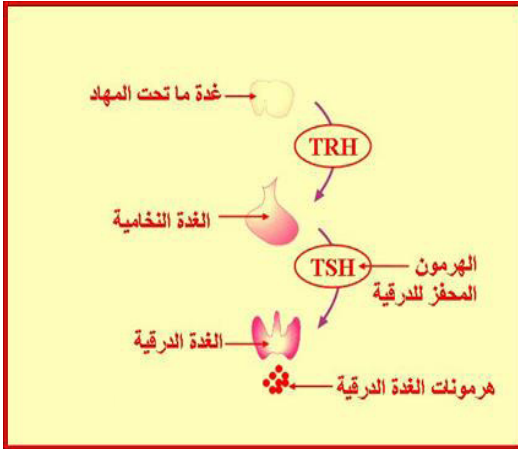 غدة ما تحت المهاد
TRH
الغدة النخامية
TSH
الهرمون
المحفز للدرقية
الغدة الدرقية
هرمونات الغدة الدرقية